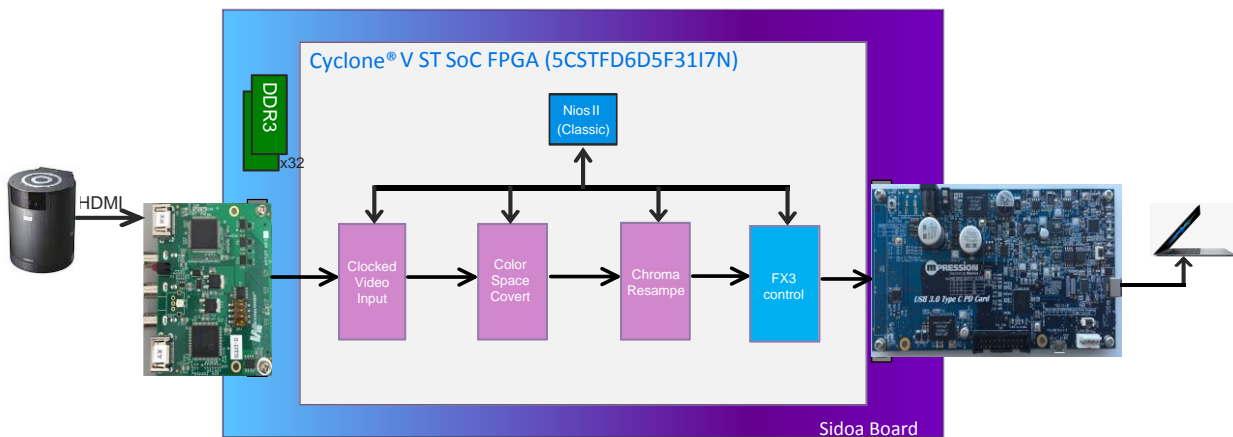 Cyclone® V ST SoC FPGA (5CSTFD6D5F31I7N)
DDR3
x32
Nios II
(Classic)
HDMI
Clocked
Video
Input
Color
Space
Covert
Chroma
Resampe
FX3
control
mpression
USB 3.0 Type C PD Card
Sidoa Board